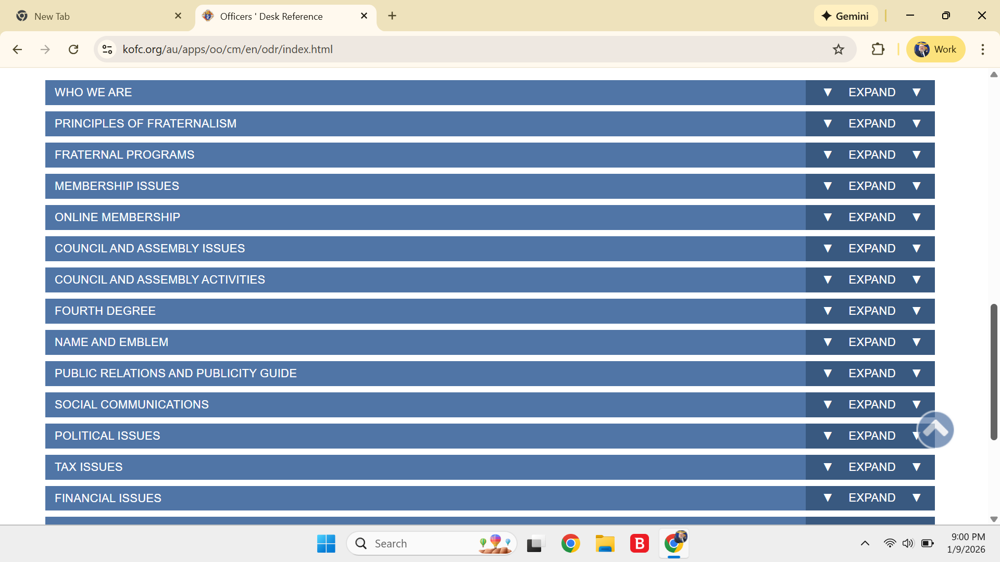 New Tab
Officers ' Desk Reference
Gemini
kofc.org/au/apps/oo/cm/en/odr/index.html
Work
WHO WE ARE ▼ EXPAND ▼
PRINCIPLES OF FRATERNALISM ▼ EXPAND ▼
FRATERNAL PROGRAMS ▼ EXPAND ▼
MEMBERSHIP ISSUES ▼ EXPAND ▼
ONLINE MEMBERSHIP ▼ EXPAND ▼
COUNCIL AND ASSEMBLY ISSUES ▼ EXPAND ▼
COUNCIL AND ASSEMBLY ACTIVITIES ▼ EXPAND ▼
FOURTH DEGREE ▼ EXPAND ▼
NAME AND EMBLEM ▼ EXPAND ▼
PUBLIC RELATIONS AND PUBLICITY GUIDE ▼ EXPAND ▼
SOCIAL COMMUNICATIONS ▼ EXPAND ▼
POLITICAL ISSUES ▼ EXPAND ▼
TAX ISSUES ▼ EXPAND ▼
FINANCIAL ISSUES ▼ EXPAND ▼
Search
B
9:00 PM
1/9/2026